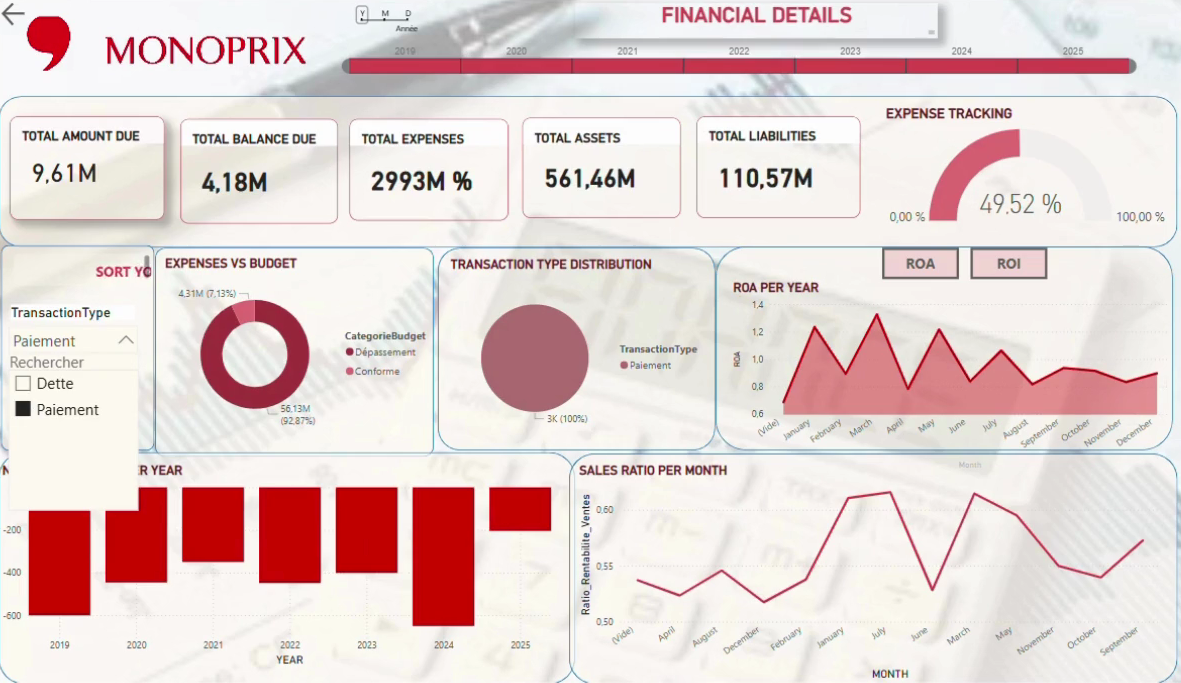 Y M D
Année
FINANCIAL DETAILS
MONOPRIX
2019 2020 2021 2022 2023 2024 2025
TOTAL AMOUNT DUE
9,61M
TOTAL BALANCE DUE
4,18M
TOTAL EXPENSES
2993M %
TOTAL ASSETS
561,46M
TOTAL LIABILITIES
110,57M
EXPENSE TRACKING
49,52 %
0,00 %
100,00 %
SORT YO
TransactionType
Paiement
Rechercher
Dette
Paiement
EXPENSES VS BUDGET
4,31M (7,13%)
56,13M
(92,87%)
CategorieBudget
Dépassement
Conforme
TRANSACTION TYPE DISTRIBUTION
3K (100%)
TransactionType
Paiement
ROA
ROI
ROA PER YEAR
ROA
1,4
1,2
1,0
0,8
0,6
(Vide) January February March April May June July August September October November December
Month
N
R YEAR
-200
-400
-600
2019 2020 2021 2022 2023 2024 2025
YEAR
SALES RATIO PER MONTH
Ratio_Rentabilite_Ventes
0,60
0,55
0,50
(Vide) April August December February January July June March May November October September
MONTH